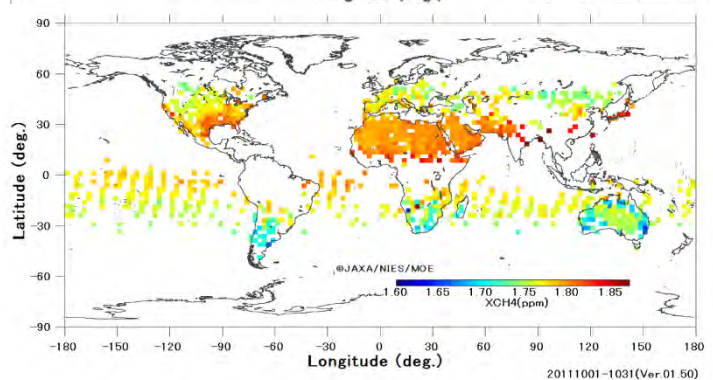 90
60
30
0
-30
-60
-90
Latitude (deg.)
©JAXA/NIES/MOE
1.60 1.65 1.70 1.75 1.80 1.85
XCH4(ppm)
-180 -150 -120 -90 -60 -30 0 30 60 90 120 150 180
Longitude (deg.)
20111001-1031(Ver.01.50)